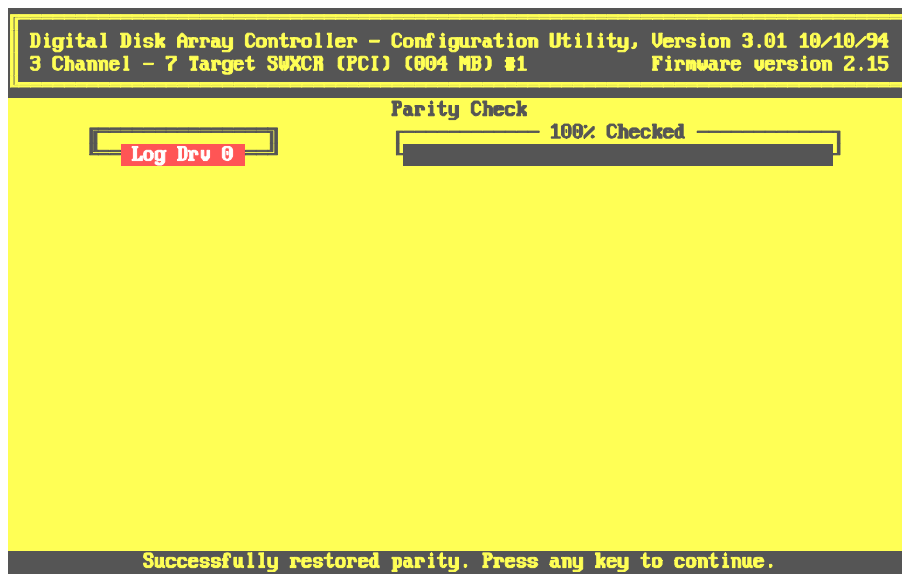 Digital Disk Array Controller - Configuration Utility, Version 3.01 10/10/94
3 Channel - 7 Target SWXCR (PCI) (004 MB) #1 Firmware version 2.15
Parity Check
100% Checked
Log Drv 0
Successfully restored parity. Press any key to continue.